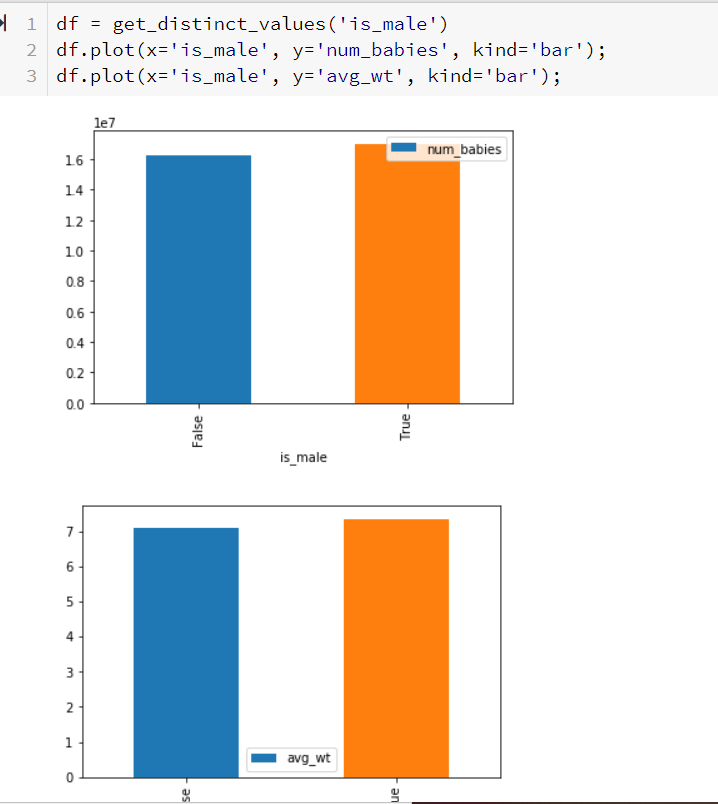 1 df = get_distinct_values('is_male')
2 df.plot(x='is_male', y='num_babies', kind='bar');
3 df.plot(x='is_male', y='avg_wt', kind='bar');
1e7
num_babies
1.6
1.4
1.2
1.0
0.8
0.6
0.4
0.2
0.0
False
True
is_male
7
6
5
4
3
2
1
avg_wt
0
se
ue